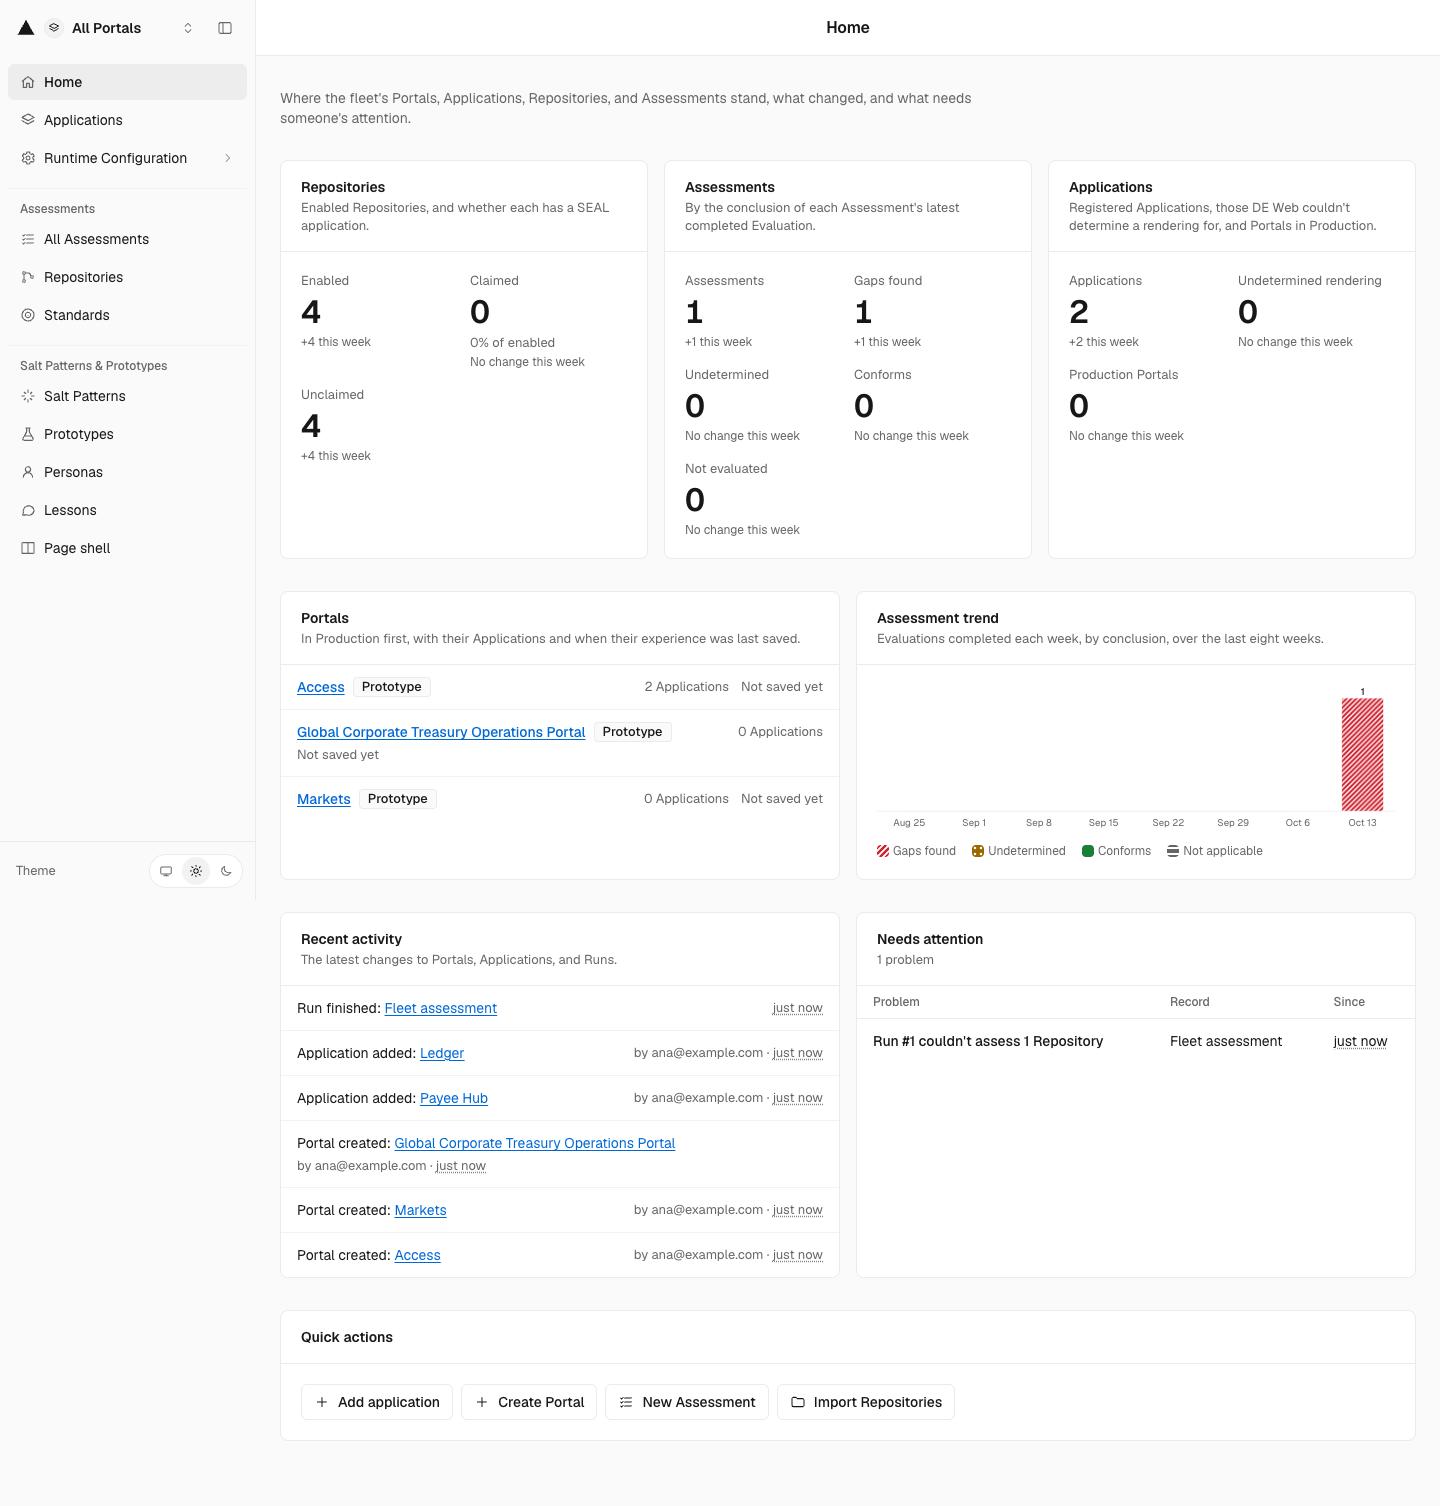 All Portals
Home
Home
Applications
Runtime Configuration
Assessments
All Assessments
Repositories
Standards
Salt Patterns & Prototypes
Salt Patterns
Prototypes
Personas
Lessons
Page shell
Theme
Where the fleet's Portals, Applications, Repositories, and Assessments stand, what changed, and what needs
someone's attention.
Repositories
Enabled Repositories, and whether each has a SEAL
application.
Enabled
4
+4 this week
Claimed
0
0% of enabled
No change this week
Unclaimed
4
+4 this week
Assessments
By the conclusion of each Assessment's latest
completed Evaluation.
Assessments
1
+1 this week
Gaps found
1
+1 this week
Undetermined
0
No change this week
Conforms
0
No change this week
Not evaluated
0
No change this week
Applications
Registered Applications, those DE Web couldn't
determine a rendering for, and Portals in Production.
Applications
2
+2 this week
Undetermined rendering
0
No change this week
Production Portals
0
No change this week
Portals
In Production first, with their Applications and when their experience was last saved.
Access Prototype 2 Applications Not saved yet
Global Corporate Treasury Operations Portal Prototype 0 Applications
Not saved yet
Markets Prototype 0 Applications Not saved yet
Assessment trend
Evaluations completed each week, by conclusion, over the last eight weeks.
1
Aug 25 Sep 1 Sep 8 Sep 15 Sep 22 Sep 29 Oct 6 Oct 13
Gaps found Undetermined Conforms Not applicable
Recent activity
The latest changes to Portals, Applications, and Runs.
Run finished: Fleet assessment just now
Application added: Ledger by ana@example.com · just now
Application added: Payee Hub by ana@example.com · just now
Portal created: Global Corporate Treasury Operations Portal
by ana@example.com · just now
Portal created: Markets by ana@example.com · just now
Portal created: Access by ana@example.com · just now
Needs attention
1 problem
Problem Record Since
Run #1 couldn't assess 1 Repository Fleet assessment just now
Quick actions
Add application Create Portal New Assessment Import Repositories